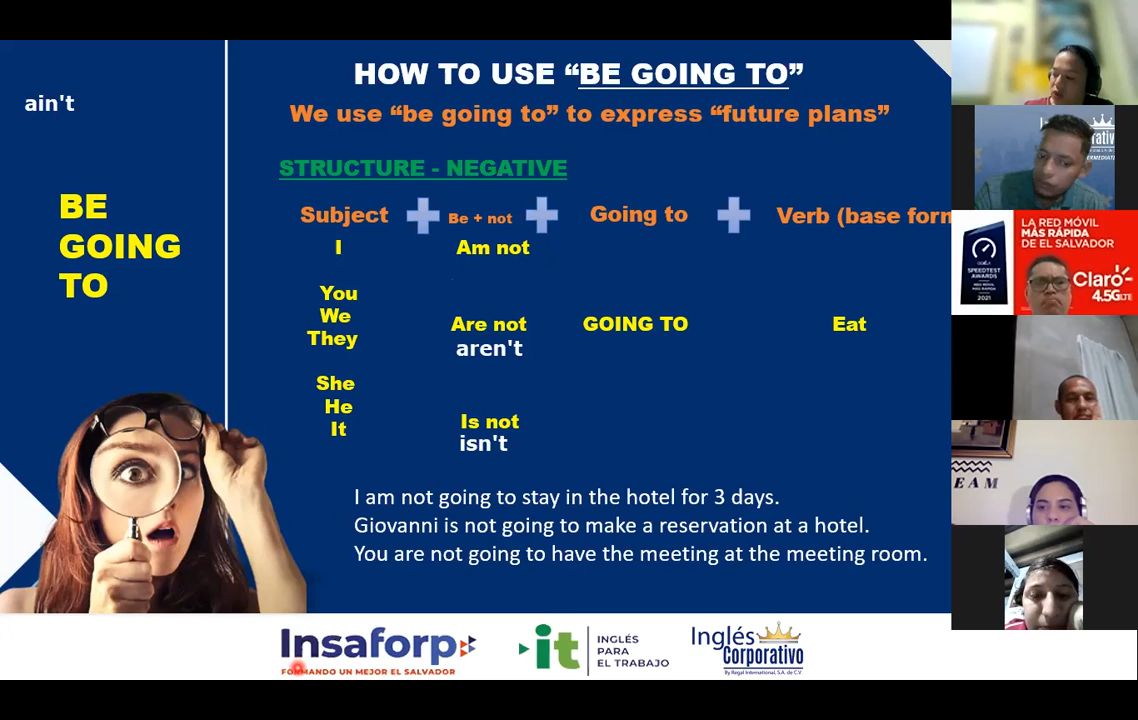 ain't
BE
GOING
TO
HOW TO USE “BE GOING TO”
We use “be going to” to express “future plans”
STRUCTURE - NEGATIVE
Subject Be + not Going to Verb (base form
I Am not
You
We
They
Are not GOING TO Eat
aren't
She
He
It
Is not
isn't
I am not going to stay in the hotel for 3 days.
Giovanni is not going to make a reservation at a hotel.
You are not going to have the meeting at the meeting room.
Insaforp
FORMANDO UN MEJOR EL SALVADOR
it
INGLÉS
PARA
EL TRABAJO
Inglés
Corporativo
By Regal International, S.A. de C.V
LA RED MÓVIL
MÁS RÁPIDA
DE EL SALVADOR
SPEEDTEST
AWARDS
2021
Claro
4.5G LTE
EAM